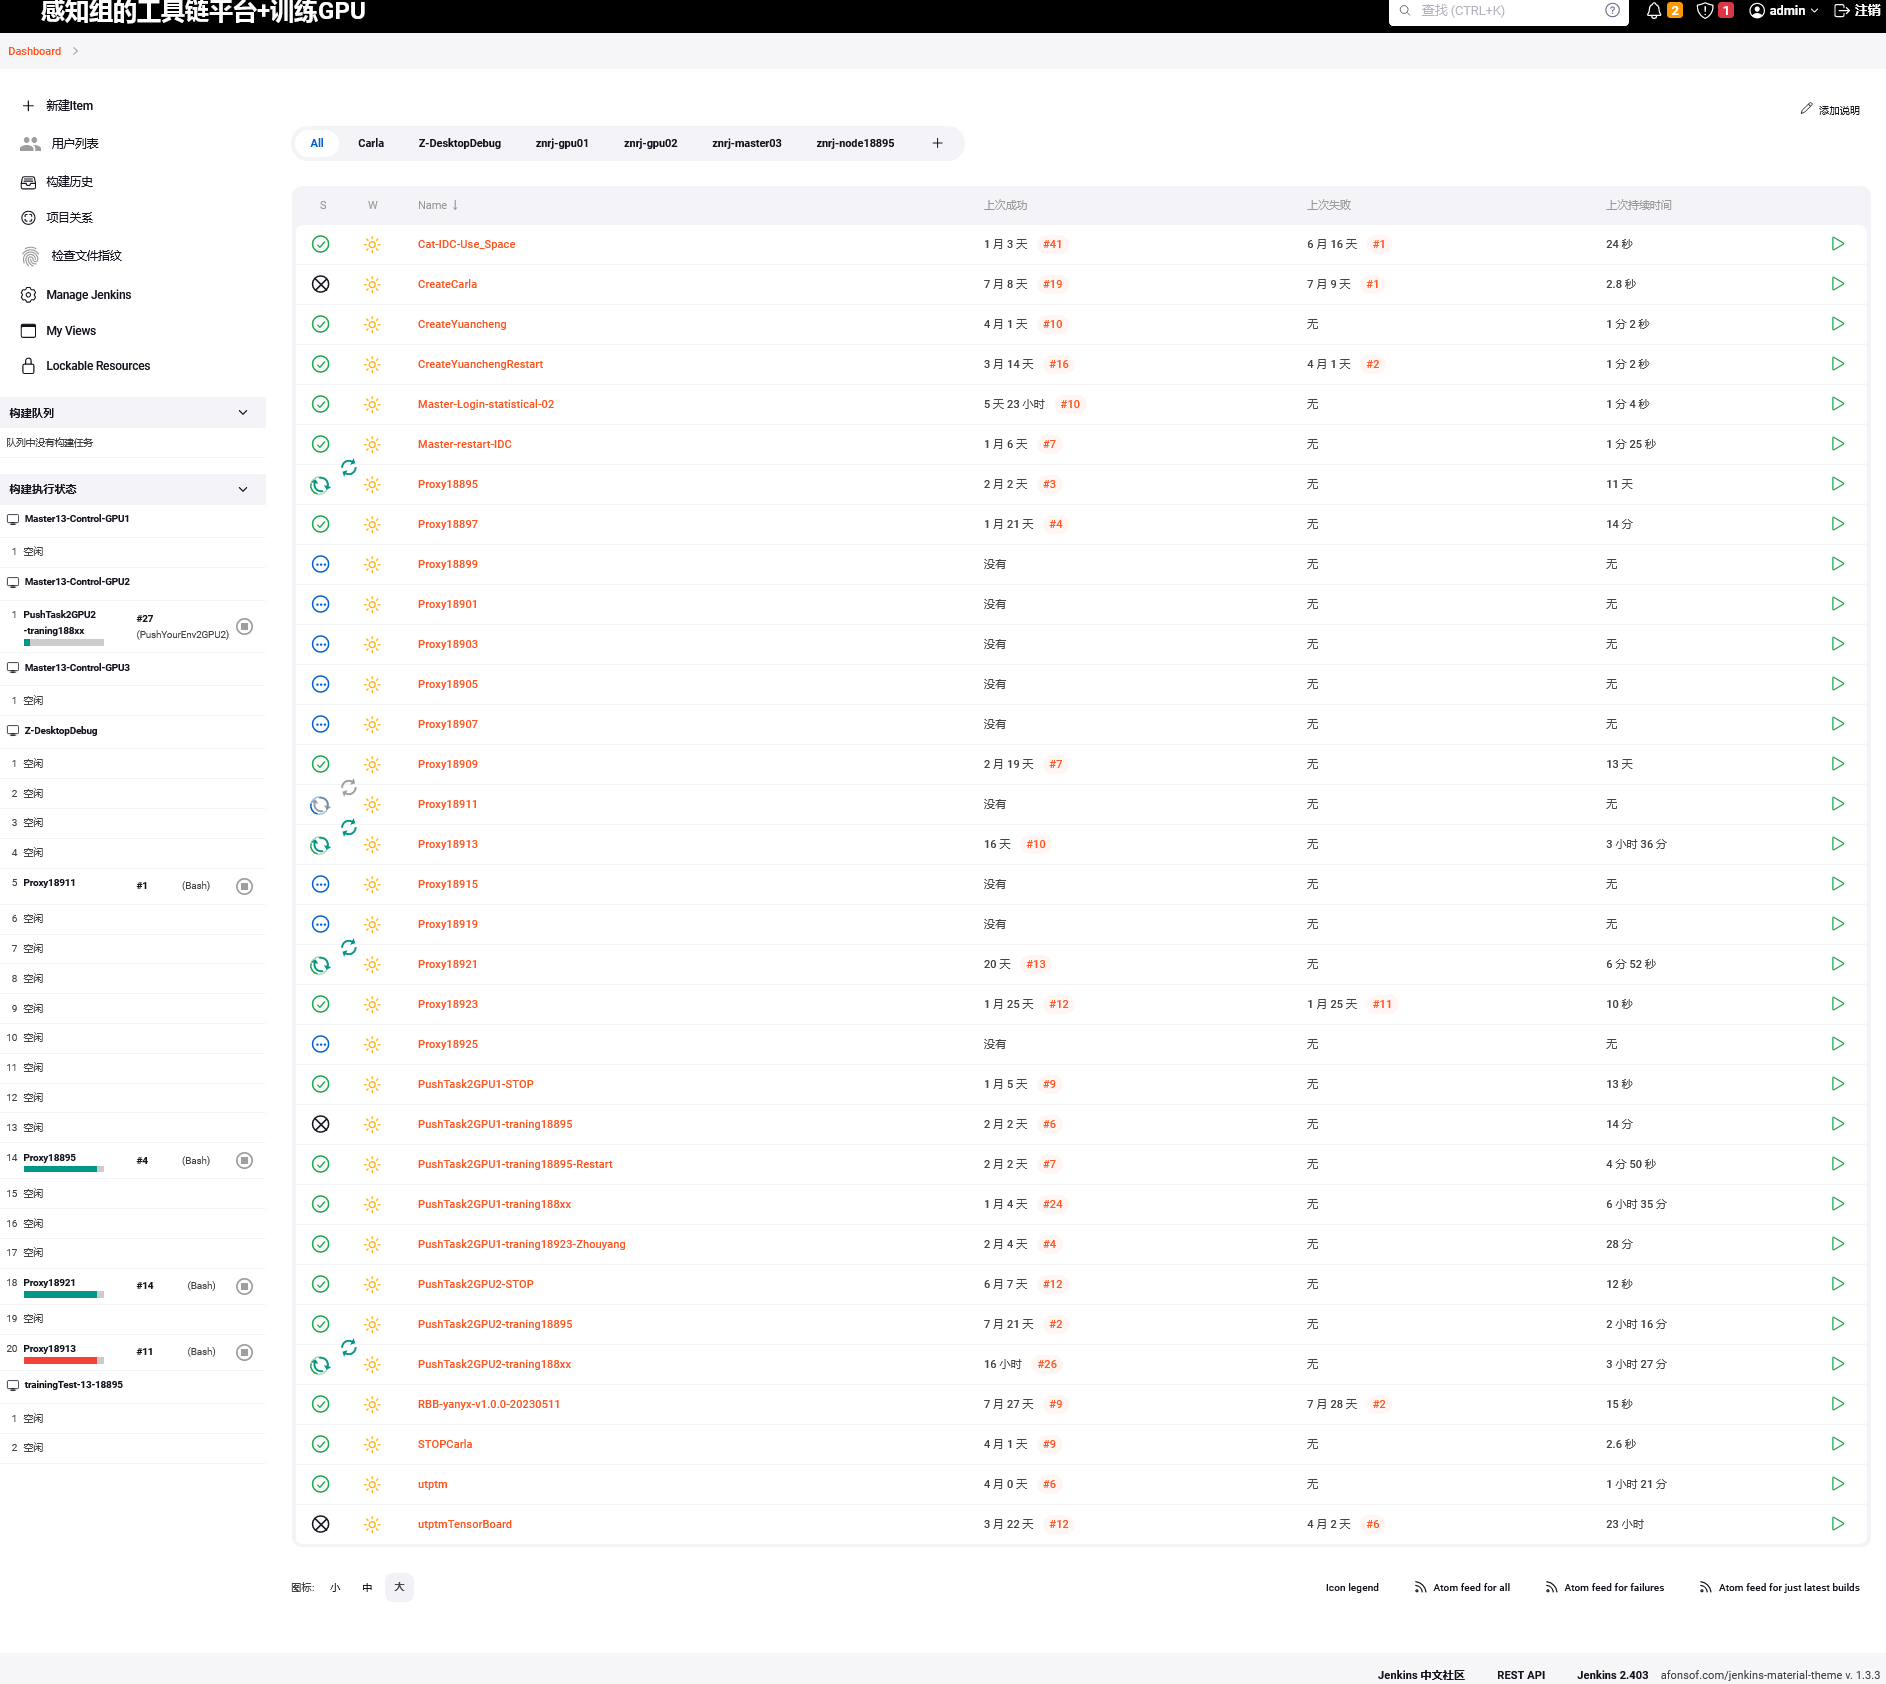 感知组的工具链平台+训练GPU
查找 (CTRL+K)
2
1
admin
注销
Dashboard
新建Item
用户列表
构建历史
项目关系
检查文件指纹
Manage Jenkins
My Views
Lockable Resources
构建队列
队列中没有构建任务
构建执行状态
Master13-Control-GPU1
1 空闲
Master13-Control-GPU2
1 PushTask2GPU2
-traning188xx
#27
(PushYourEnv2GPU2)
Master13-Control-GPU3
1 空闲
Z-DesktopDebug
1 空闲
2 空闲
3 空闲
4 空闲
5 Proxy18911 #1 (Bash)
6 空闲
7 空闲
8 空闲
9 空闲
10 空闲
11 空闲
12 空闲
13 空闲
14 Proxy18895 #4 (Bash)
15 空闲
16 空闲
17 空闲
18 Proxy18921 #14 (Bash)
19 空闲
20 Proxy18913 #11 (Bash)
trainingTest-13-18895
1 空闲
2 空闲
添加说明
All Carla Z-DesktopDebug znrj-gpu01 znrj-gpu02 znrj-master03 znrj-node18895 +
S W Name ↓ 上次成功 上次失败 上次持续时间
Cat-IDC-Use_Space 1 月 3 天 #41 6 月 16 天 #1 24 秒
CreateCarla 7 月 8 天 #19 7 月 9 天 #1 2.8 秒
CreateYuancheng 4 月 1 天 #10 无 1 分 2 秒
CreateYuanchengRestart 3 月 14 天 #16 4 月 1 天 #2 1 分 2 秒
Master-Login-statistical-02 5 天 23 小时 #10 无 1 分 4 秒
Master-restart-IDC 1 月 6 天 #7 无 1 分 25 秒
Proxy18895 2 月 2 天 #3 无 11 天
Proxy18897 1 月 21 天 #4 无 14 分
Proxy18899 没有 无 无
Proxy18901 没有 无 无
Proxy18903 没有 无 无
Proxy18905 没有 无 无
Proxy18907 没有 无 无
Proxy18909 2 月 19 天 #7 无 13 天
Proxy18911 没有 无 无
Proxy18913 16 天 #10 无 3 小时 36 分
Proxy18915 没有 无 无
Proxy18919 没有 无 无
Proxy18921 20 天 #13 无 6 分 52 秒
Proxy18923 1 月 25 天 #12 1 月 25 天 #11 10 秒
Proxy18925 没有 无 无
PushTask2GPU1-STOP 1 月 5 天 #9 无 13 秒
PushTask2GPU1-traning18895 2 月 2 天 #6 无 14 分
PushTask2GPU1-traning18895-Restart 2 月 2 天 #7 无 4 分 50 秒
PushTask2GPU1-traning188xx 1 月 4 天 #24 无 6 小时 35 分
PushTask2GPU1-traning18923-Zhouyang 2 月 4 天 #4 无 28 分
PushTask2GPU2-STOP 6 月 7 天 #12 无 12 秒
PushTask2GPU2-traning18895 7 月 21 天 #2 无 2 小时 16 分
PushTask2GPU2-traning188xx 16 小时 #26 无 3 小时 27 分
RBB-yanyx-v1.0.0-20230511 7 月 27 天 #9 7 月 28 天 #2 15 秒
STOPCarla 4 月 1 天 #9 无 2.6 秒
utptm 4 月 0 天 #6 无 1 小时 21 分
utptmTensorBoard 3 月 22 天 #12 4 月 2 天 #6 23 小时
图标: 小 中 大
Icon legend Atom feed for all Atom feed for failures Atom feed for just latest builds
Jenkins 中文社区 REST API Jenkins 2.403 afonsof.com/jenkins-material-theme v. 1.3.3